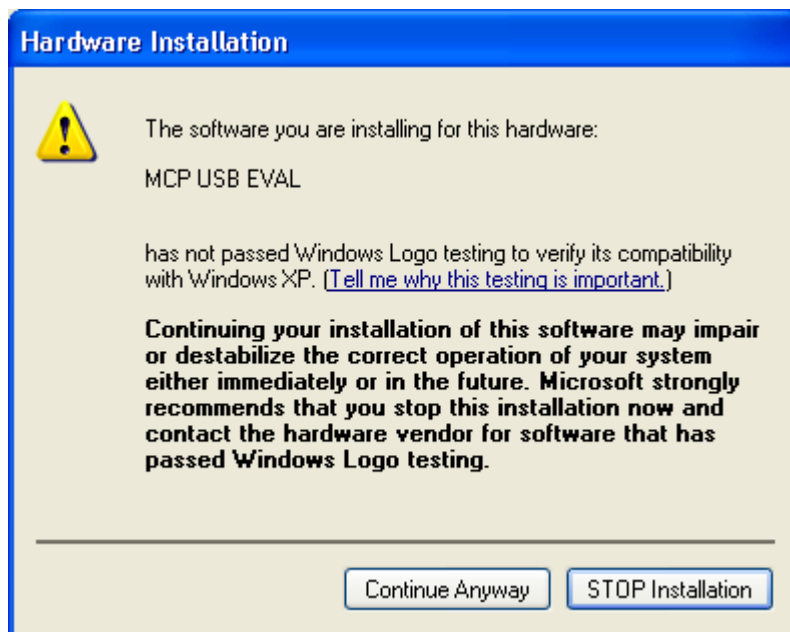 Hardware Installation
The software you are installing for this hardware:
MCP USB EVAL
has not passed Windows Logo testing to verify its compatibility
with Windows XP. (Tell me why this testing is important.)
Continuing your installation of this software may impair
or destabilize the correct operation of your system
either immediately or in the future. Microsoft strongly
recommends that you stop this installation now and
contact the hardware vendor for software that has
passed Windows Logo testing.
Continue Anyway
STOP Installation